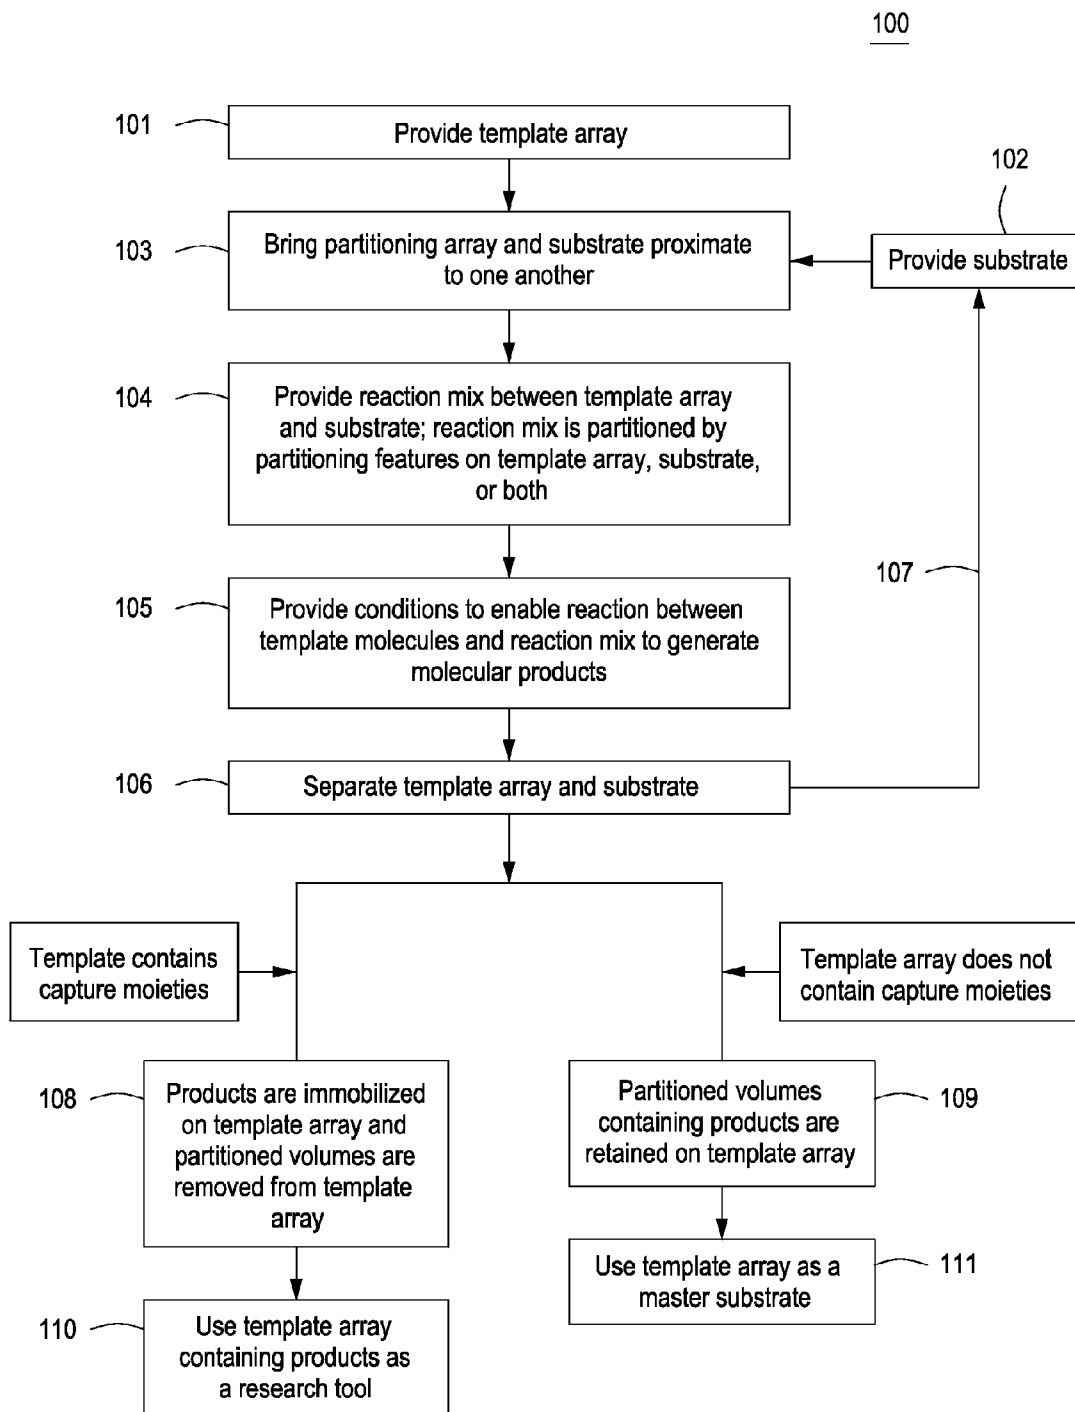 100
101
Provide template array
102
Provide substrate
103
Bring partitioning array and substrate proximate
to one another
104
Provide reaction mix between template array
and substrate; reaction mix is partitioned by
partitioning features on template array, substrate,
or both
107
105
Provide conditions to enable reaction between
template molecules and reaction mix to generate
molecular products
106
Separate template array and substrate
Template contains
capture moieties
Template array does not
contain capture moieties
108
Products are immobilized
on template array and
partitioned volumes are
removed from template
array
Partitioned volumes
containing products are
retained on template array
109
Use template array as a
master substrate
111
110
Use template array
containing products as
a research tool